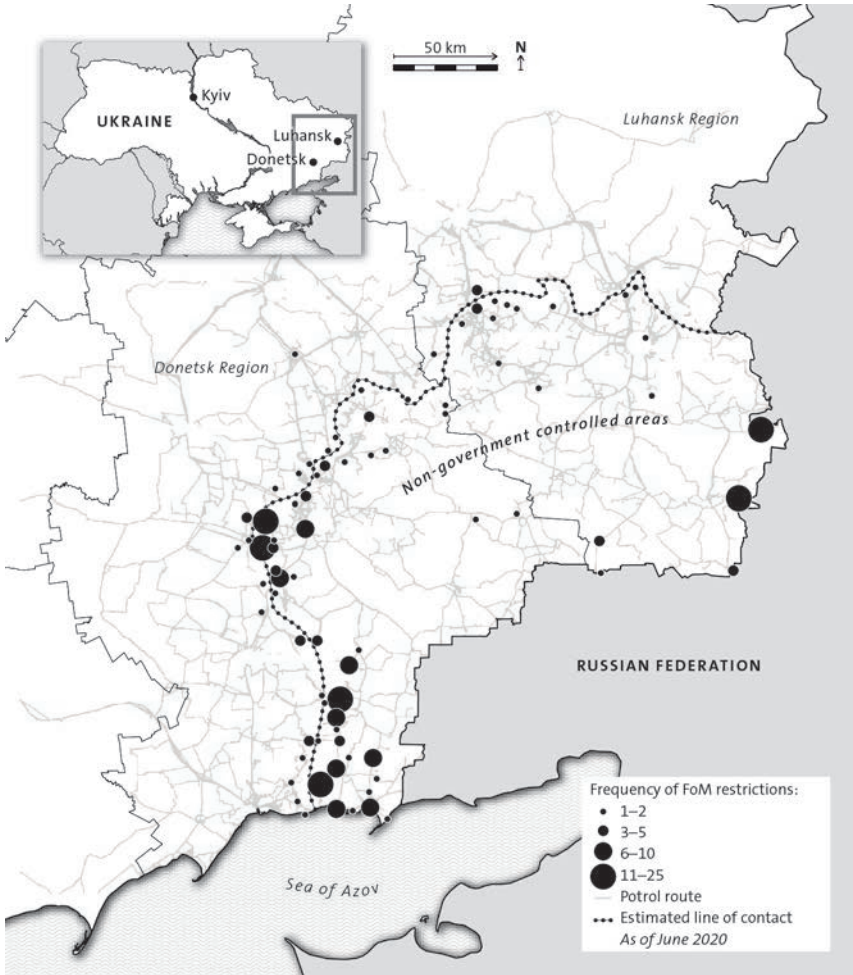 50 km
N
Kyiv
UKRAINE
Luhansk
Donetsk
Luhansk Region
Donetsk Region
Non-government controlled areas
RUSSIAN FEDERATION
Sea of Azov
Frequency of FoM restrictions:
1–2
3–5
6–10
11–25
Potrol route
Estimated line of contact
As of June 2020